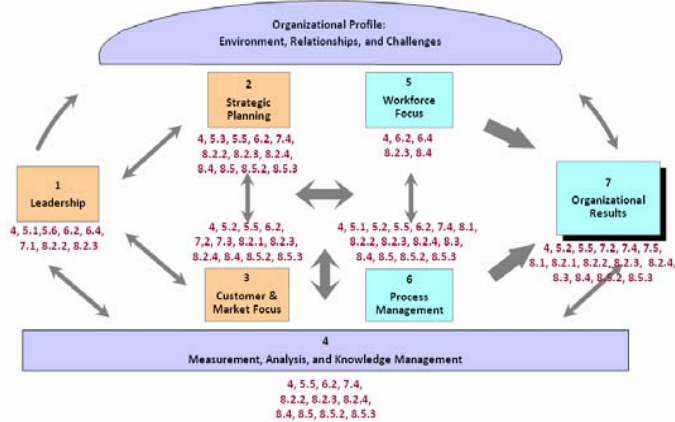 Organizational Profile:
Environment, Relationships, and Challenges
2
Strategic
Planning
4, 5.3, 5.5, 6.2, 7.4,
8.2.2, 8.2.3, 8.2.4,
8.4, 8.5, 8.5.2, 8.5.3
5
Workforce
Focus
4, 6.2, 6.4
8.2.3, 8.4
1
Leadership
4, 5.1,5.6, 6.2, 6.4,
7.1, 8.2.2, 8.2.3
7
Organizational
Results
4, 5.2, 5.5, 7.2, 7.4, 7.5,
8.1, 8.2.1, 8.2.2, 8.2.3, 8.2.4,
8.3, 8.4, 8.5.2, 8.5.3
4, 5.2, 5.5, 6.2,
7,2, 7.3, 8.2.1, 8.2.3,
8.2.4, 8.4, 8.5.2, 8.5.3
3
Customer &
Market Focus
4, 5.1, 5.2, 5.5, 6.2, 7.4, 8.1,
8.2.2, 8.2.3, 8.2.4, 8.3,
8.4, 8.5, 8.5.2, 8.5.3
6
Process
Management
4
Measurement, Analysis, and Knowledge Management
4, 5.5, 6.2, 7.4,
8.2.2, 8.2.3, 8.2.4,
8.4, 8.5, 8.5.2, 8.5.3